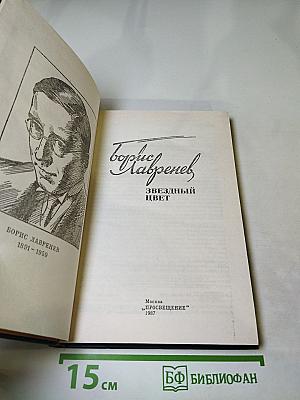 БОРИС ЛАВРЕНЕВ
1891-1959
Борис
Лавренев
ЗВЕЗДНЫЙ
ЦВЕТ
Москва
„ПРОСВЕЩЕНИЕ"
1987
15 см
БФ БИБЛИОФАН